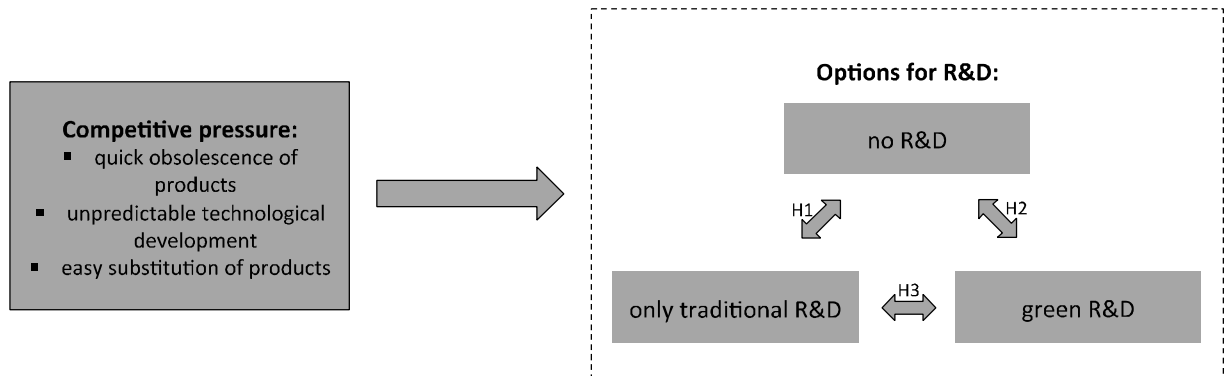 Competitive pressure:
▪ quick obsolescence of
products
▪ unpredictable technological
development
▪ easy substitution of products
Options for R&D:
no R&D
H1
H2
only traditional R&D
H3
green R&D